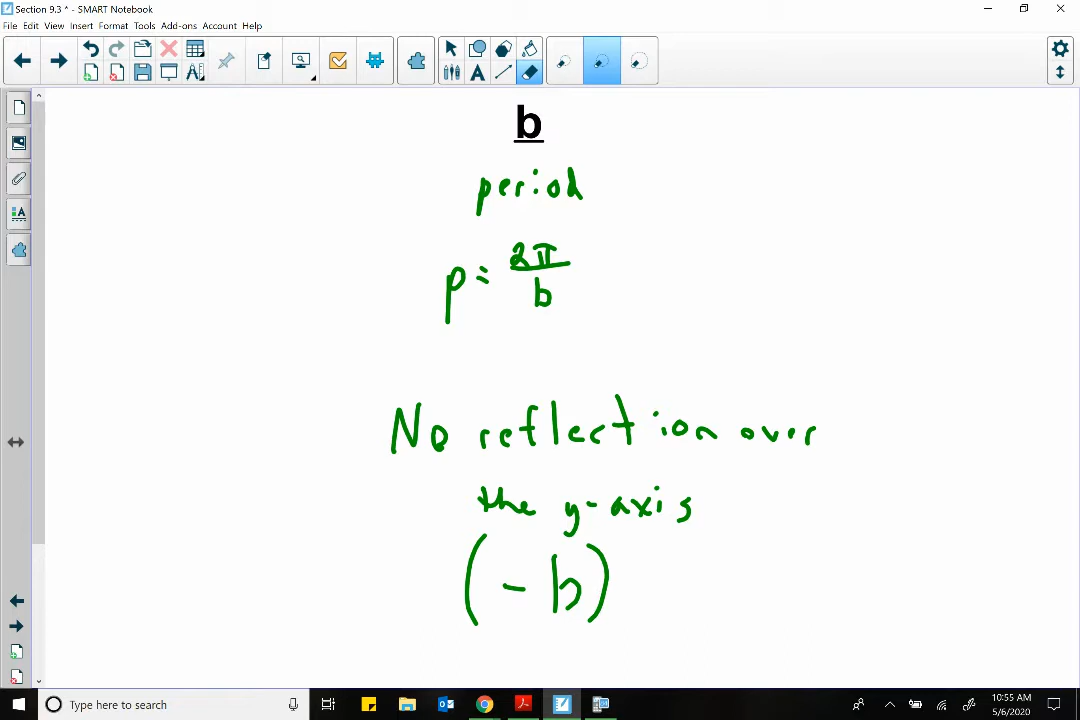 Section 9.3 * - SMART Notebook
File Edit View Insert Format Tools Add-ons Account Help
b
period
p = 2π
b
No reflection over
the y-axis
(-b)
Type here to search
10:55 AM
5/6/2020